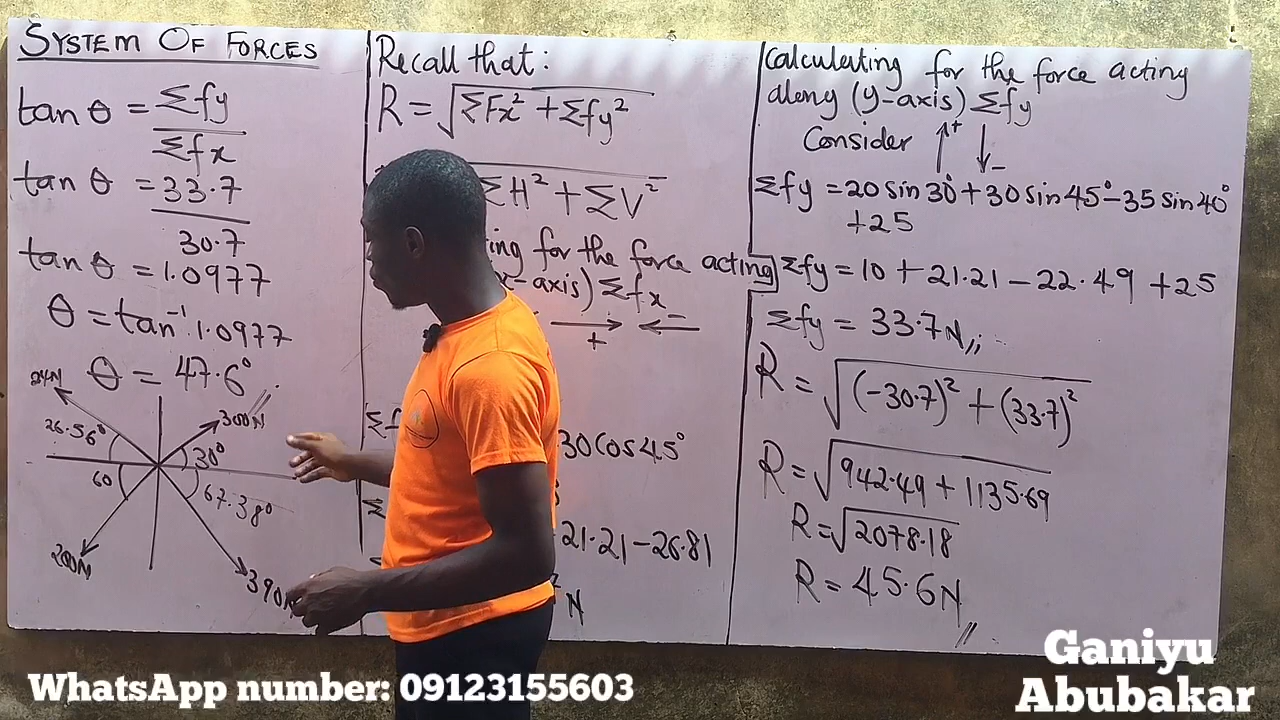 SYSTEM OF FORCES
tan θ = Σfy
Σfx
tan θ = 33.7
30.7
tan θ = 1.0977
θ = tan⁻¹ 1.0977
θ = 47.6°
26.56°
300N
30°
60
67.38°
200N
390N
Recall that:
R = √ΣFx² + Σfy²
ΣH² + ΣV²
ing for the force acting
x-axis) Σfx
+ −
30 Cos 45°
21.21 − 26.81
N
Calculating for the force acting
along (y-axis) Σfy
Consider + −
Σfy = 20 sin 30° + 30 sin 45° − 35 sin 40°
+25
Σfy = 10 + 21.21 − 22.49 + 25
Σfy = 33.7N
R = √(-30.7)² + (33.7)²
R = √942.49 + 1135.69
R = √2078.18
R = 45.6N
WhatsApp number: 09123155603
Ganiyu
Abubakar